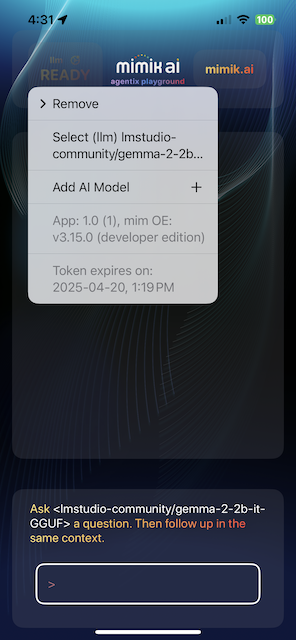 4:31
100
llm
READY
mimik ai
agentix playground
mimik.ai
Remove
Select (llm) lmstudio-
community/gemma-2-2b...
Add AI Model
App: 1.0 (1), mim OE:
v3.15.0 (developer edition)
Token expires on:
2025-04-20, 1:19 PM
Ask <lmstudio-community/gemma-2-2b-it-
GGUF> a question. Then follow up in the
same context.
>